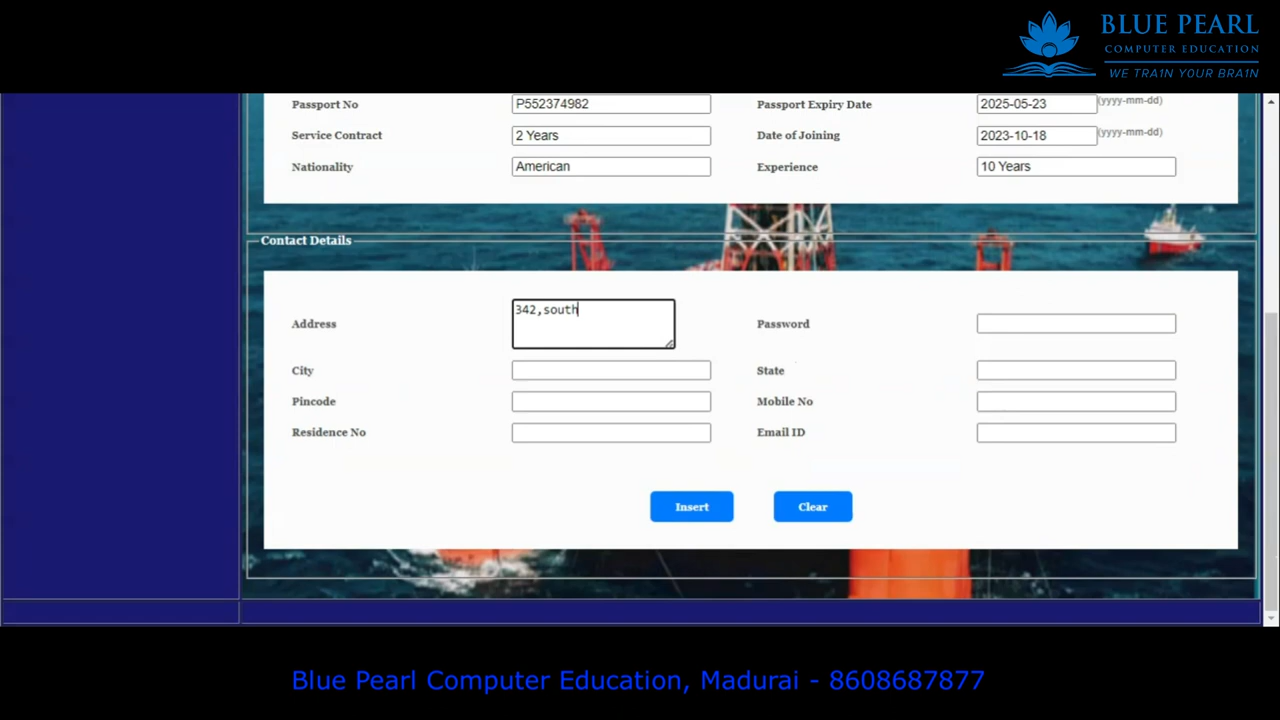 BLUE PEARL
COMPUTER EDUCATION
WE TRAIN YOUR BRAIN
Passport No P552374982 Passport Expiry Date 2025-05-23 (yyyy-mm-dd)
Service Contract 2 Years Date of Joining 2023-10-18 (yyyy-mm-dd)
Nationality American Experience 10 Years
Contact Details
Address 342,south Password
City State
Pincode Mobile No
Residence No Email ID
Insert Clear
Blue Pearl Computer Education, Madurai - 8608687877